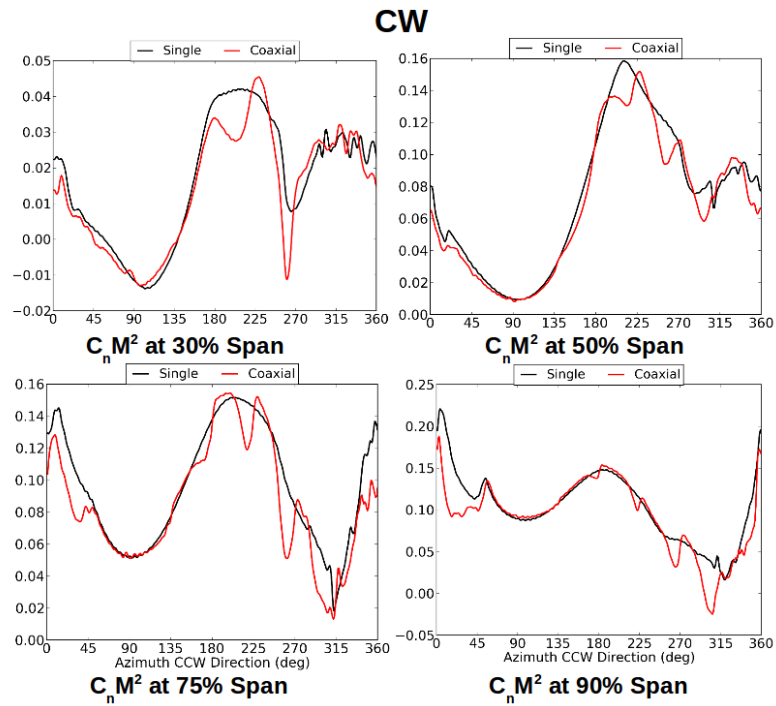 CW
Single Coaxial
0.05
0.04
0.03
0.02
0.01
0.00
−0.01
−0.02
0 45 90 135 180 225 270 315 360
CnM² at 30% Span
Single Coaxial
0.16
0.14
0.12
0.10
0.08
0.06
0.04
0.02
0.00
0 45 90 135 180 225 270 315 360
CnM² at 50% Span
Single Coaxial
0.16
0.14
0.12
0.10
0.08
0.06
0.04
0.02
0.00
0 45 90 135 180 225 270 315 360
Azimuth CCW Direction (deg)
CnM² at 75% Span
Single Coaxial
0.25
0.20
0.15
0.10
0.05
0.00
−0.05
0 45 90 135 180 225 270 315 360
Azimuth CCW Direction (deg)
CnM² at 90% Span